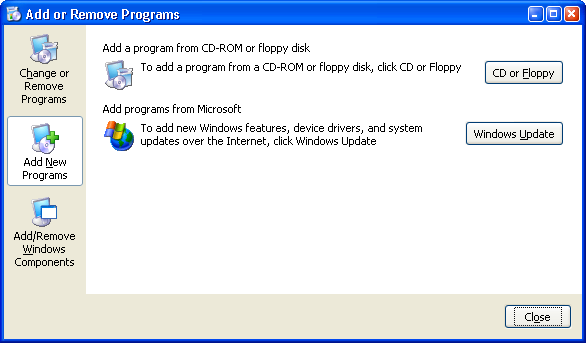 Add or Remove Programs
Change or
Remove
Programs
Add New
Programs
Add/Remove
Windows
Components
Add a program from CD-ROM or floppy disk
To add a program from a CD-ROM or floppy disk, click CD or Floppy
CD or Floppy
Add programs from Microsoft
To add new Windows features, device drivers, and system
updates over the Internet, click Windows Update
Windows Update
Close